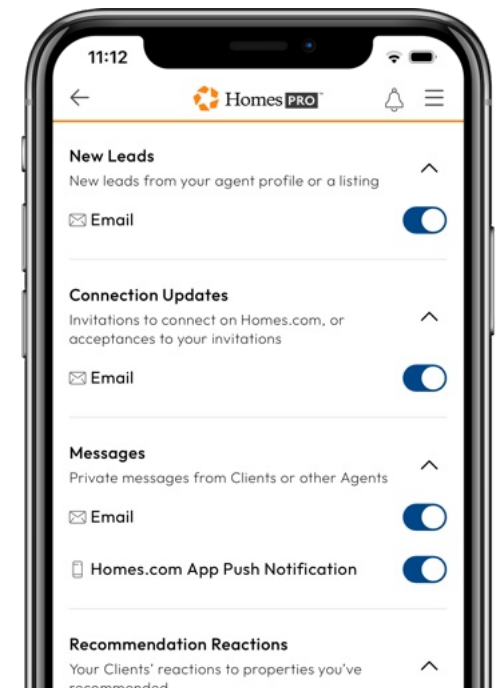 11:12
Homes PRO
New Leads
New leads from your agent profile or a listing
Email
Connection Updates
Invitations to connect on Homes.com, or
acceptances to your invitations
Email
Messages
Private messages from Clients or other Agents
Email
Homes.com App Push Notification
Recommendation Reactions
Your Clients' reactions to properties you've
recommended